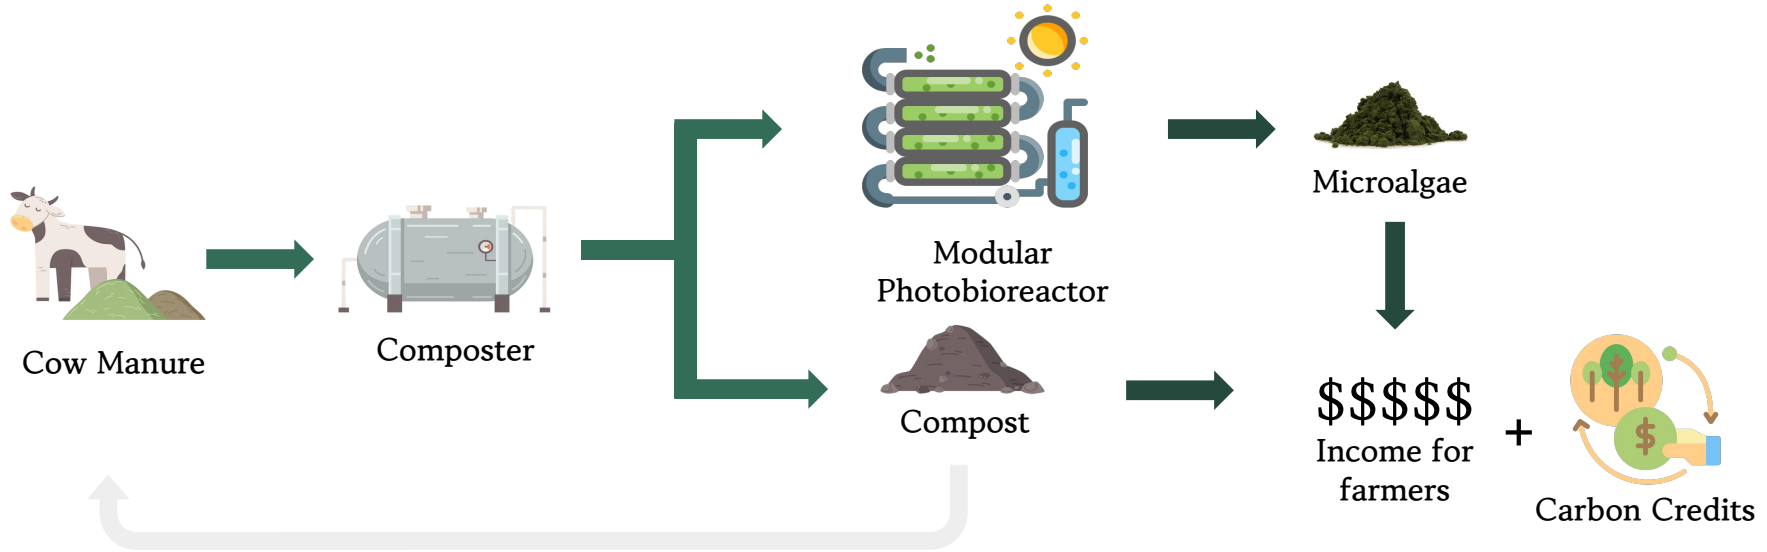 Cow Manure
Composter
Modular
Photobioreactor
Compost
Microalgae
$$$$$
Income for
farmers
+
$
Carbon Credits